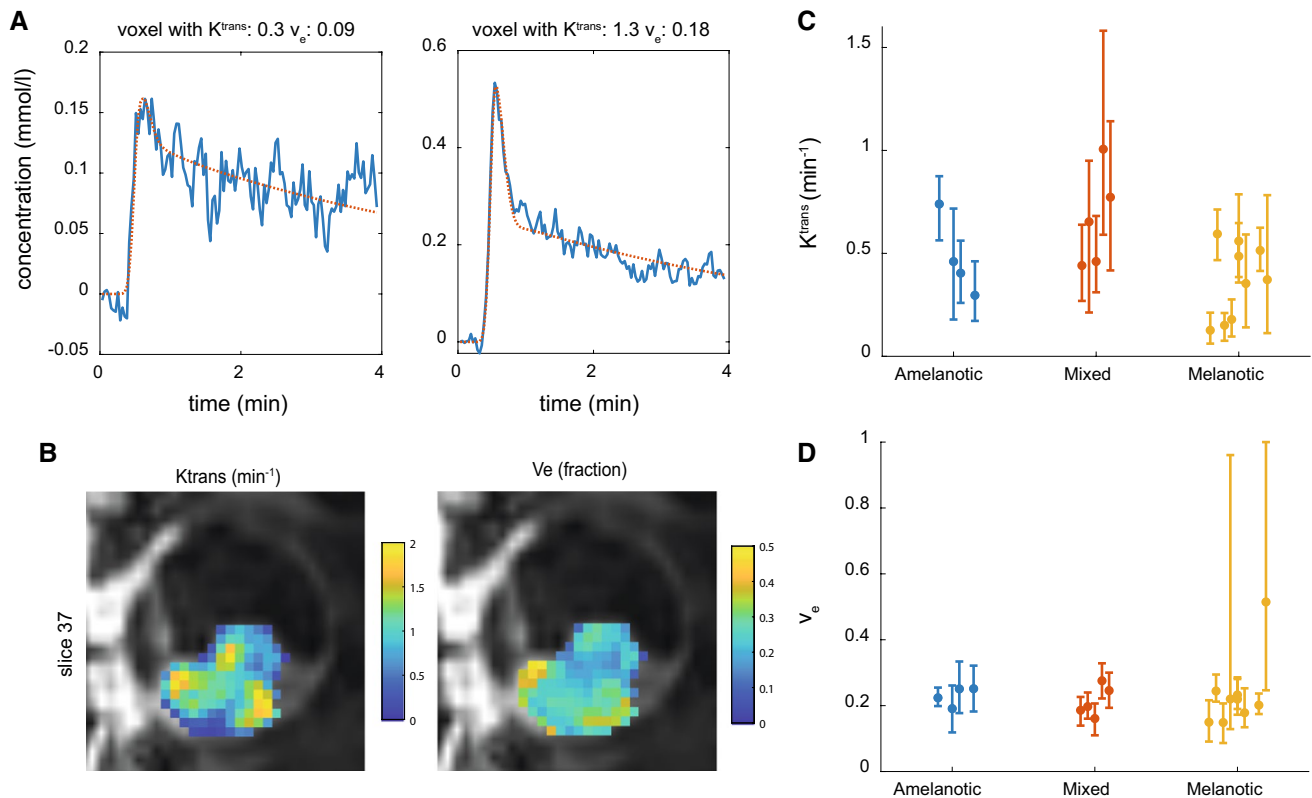 A
voxel with Ktrans: 0.3 ve: 0.09
concentration (mmol/l)
0.2
0.15
0.1
0.05
0
-0.05
0
2
4
time (min)
voxel with Ktrans: 1.3 ve: 0.18
0.6
0.4
0.2
0
0
2
4
time (min)
C
Ktrans (min-1)
1.5
1
0.5
0
Amelanotic
Mixed
Melanotic
B
slice 37
Ktrans (min-1)
2
1.5
1
0.5
0
Ve (fraction)
0.5
0.4
0.3
0.2
0.1
0
D
ve
1
0.8
0.6
0.4
0.2
0
Amelanotic
Mixed
Melanotic